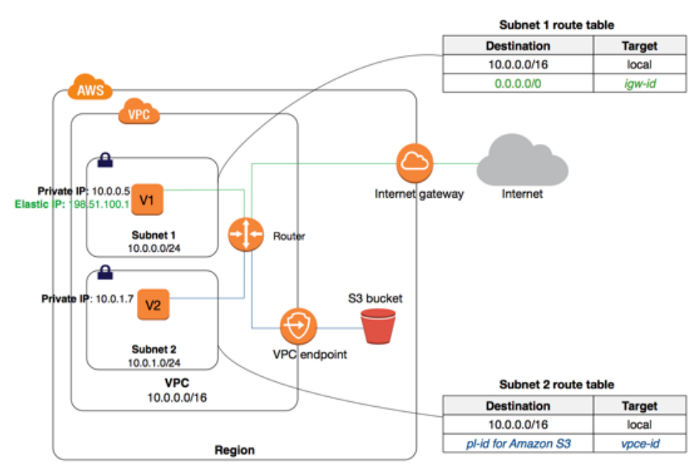 Subnet 1 route table
Destination Target
10.0.0.0/16 local
0.0.0.0/0 igw-id
AWS
VPC
Private IP: 10.0.0.5
Elastic IP: 198.51.100.1
V1
Subnet 1
10.0.0.0/24
Router
Internet gateway
Internet
Private IP: 10.0.1.7
V2
Subnet 2
10.0.1.0/24
VPC
10.0.0.0/16
VPC endpoint
S3 bucket
Region
Subnet 2 route table
Destination Target
10.0.0.0/16 local
pl-id for Amazon S3 vpce-id